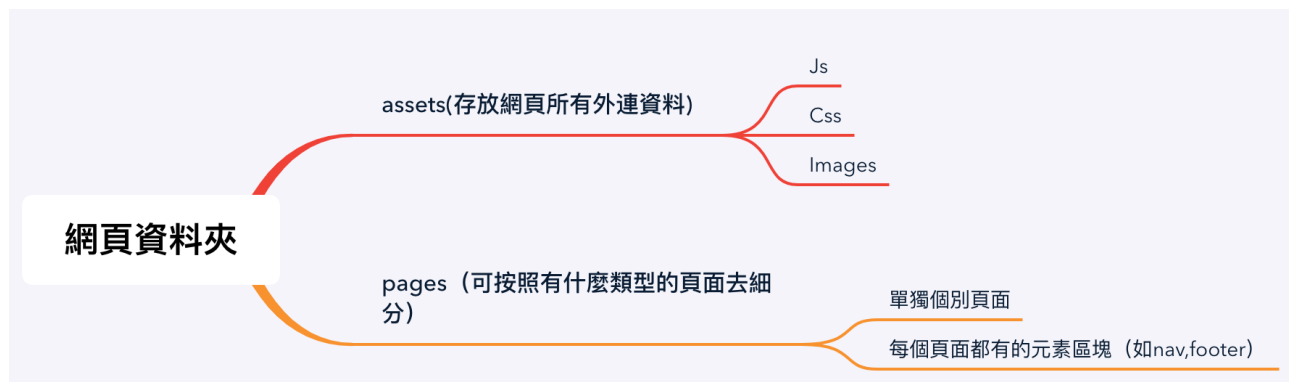 網頁資料夾
assets(存放網頁所有外連資料)
Js
Css
Images
pages（可按照有什麼類型的頁面去細
分）
單獨個別頁面
每個頁面都有的元素區塊（如nav,footer）